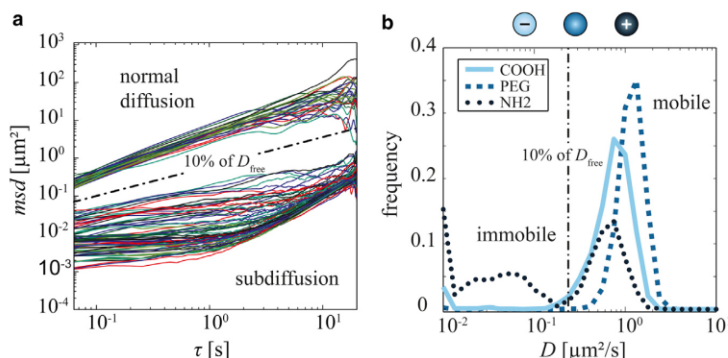 a
msd [µm²]
10³
10²
10¹
10⁰
10⁻¹
10⁻²
10⁻³
10⁻⁴
normal
diffusion
10% of D_free
subdiffusion
10⁻¹
10⁰
10¹
τ [s]
b
− +
frequency
0.4
0.3
0.2
0.1
0
COOH
PEG
NH2
mobile
10% of D_free
immobile
10⁻²
10⁻¹
10⁰
10
D [µm²/s]